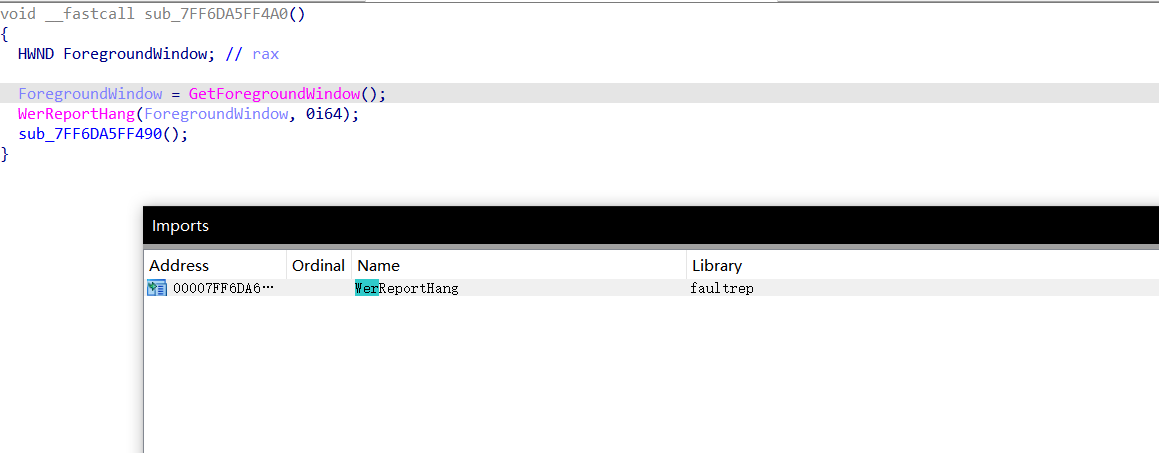 void __fastcall sub_7FF6DA5FF4A0()
{
HWND ForegroundWindow; // rax
ForegroundWindow = GetForegroundWindow();
WerReportHang(ForegroundWindow, 0i64);
sub_7FF6DA5FF490();
}
Imports
Address Ordinal Name Library
00007FF6DA6… WerReportHang faultrep